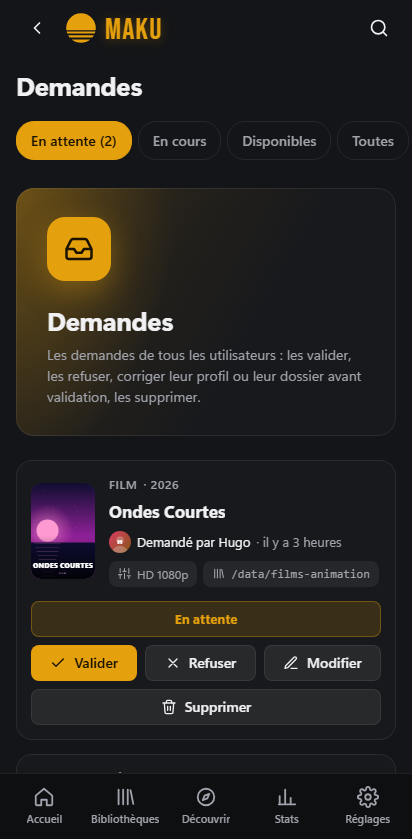 MAKU
Demandes
En attente (2)
En cours
Disponibles
Toutes
Demandes
Les demandes de tous les utilisateurs : les valider,
les refuser, corriger leur profil ou leur dossier avant
validation, les supprimer.
FILM · 2026
Ondes Courtes
Demandé par Hugo · il y a 3 heures
HD 1080p
/data/films-animation
ONDES COURTES
En attente
Valider
Refuser
Modifier
Supprimer
Accueil
Bibliothèques
Découvrir
Stats
Réglages